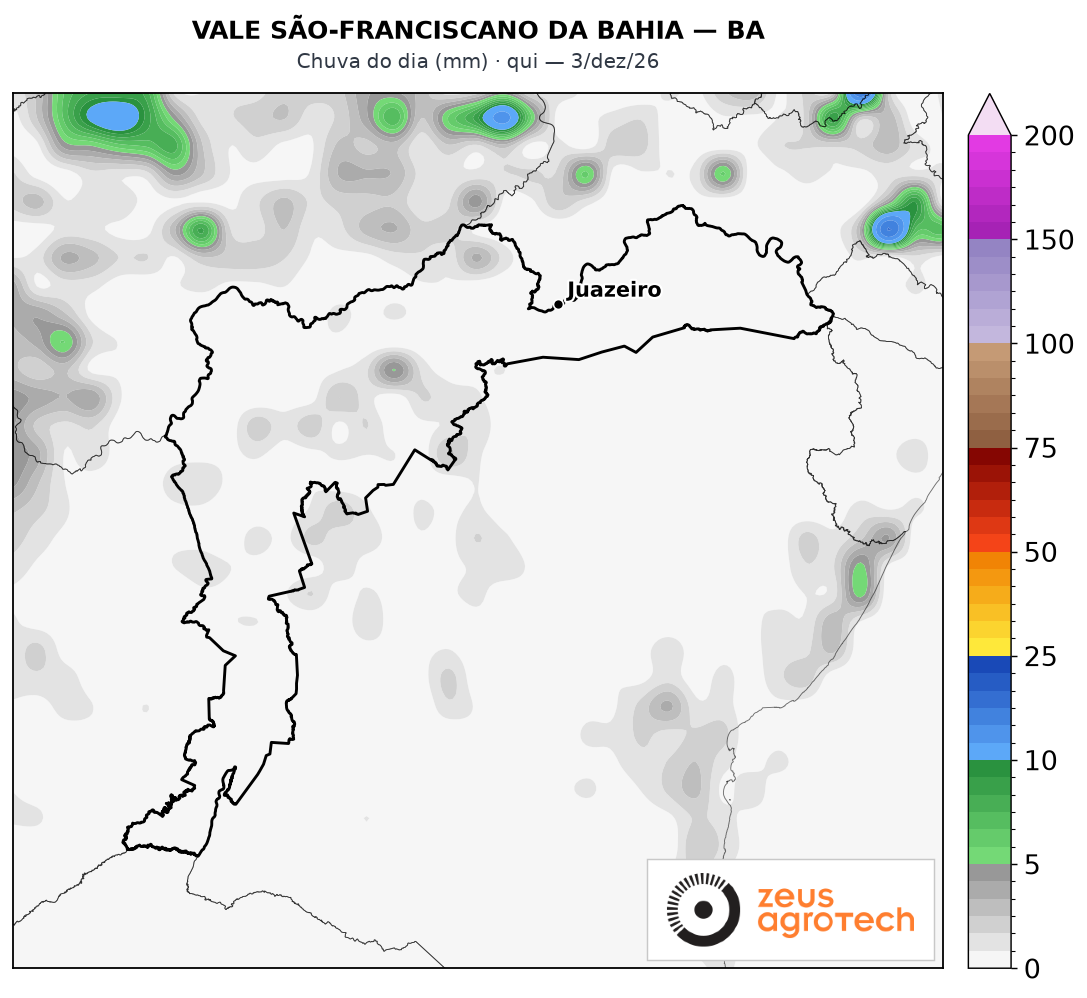 VALE SÃO-FRANCISCANO DA BAHIA — BA
Chuva do dia (mm) · qui — 3/dez/26
Juazeiro
200
150
100
75
50
25
10
5
0
zeus
agrotech